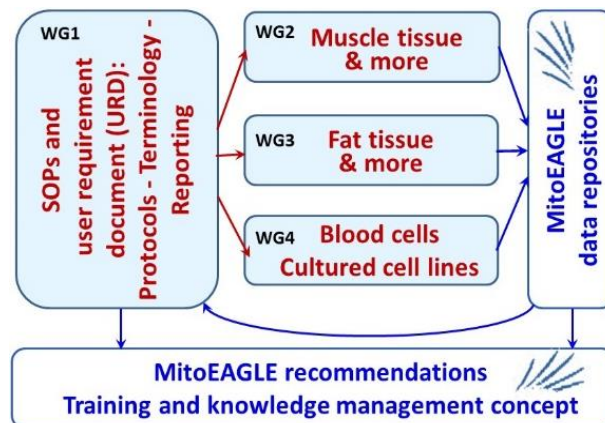 WG1
SOPs and
user requirement
document (URD):
Protocols - Terminology -
Reporting
WG2
Muscle tissue
& more
WG3
Fat tissue
& more
WG4
Blood cells
Cultured cell lines
MitoEAGLE
data repositories
MitoEAGLE recommendations
Training and knowledge management concept